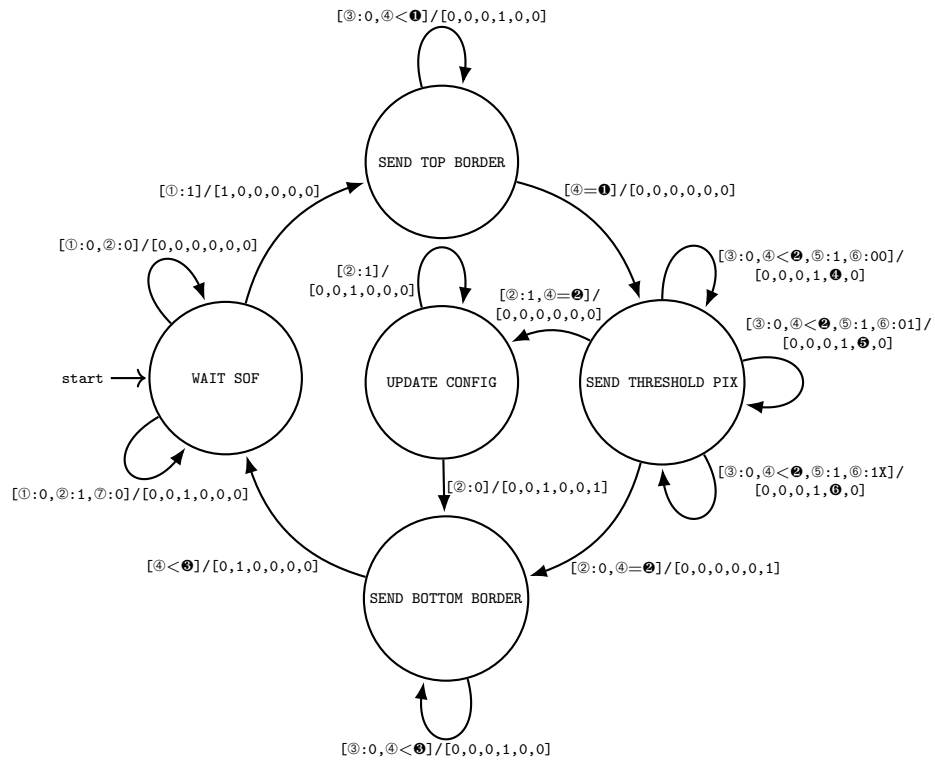 [③:0,④<❶]/[0,0,0,1,0,0]
SEND TOP BORDER
[①:1]/[1,0,0,0,0,0]
[④=❶]/[0,0,0,0,0,0]
[①:0,②:0]/[0,0,0,0,0,0]
[②:1]/
[0,0,1,0,0,0]
[②:1,④=❷]/
[0,0,0,0,0,0]
[③:0,④<❷,⑤:1,⑥:00]/
[0,0,0,1,❹,0]
[③:0,④<❷,⑤:1,⑥:01]/
[0,0,0,1,❺,0]
start
WAIT SOF
UPDATE CONFIG
SEND THRESHOLD PIX
[③:0,④<❷,⑤:1,⑥:1X]/
[0,0,0,1,❻,0]
[①:0,②:1,⑦:0]/[0,0,1,0,0,0]
[②:0]/[0,0,1,0,0,1]
[④<❸]/[0,1,0,0,0,0]
[②:0,④=❷]/[0,0,0,0,0,1]
SEND BOTTOM BORDER
[③:0,④<❸]/[0,0,0,1,0,0]